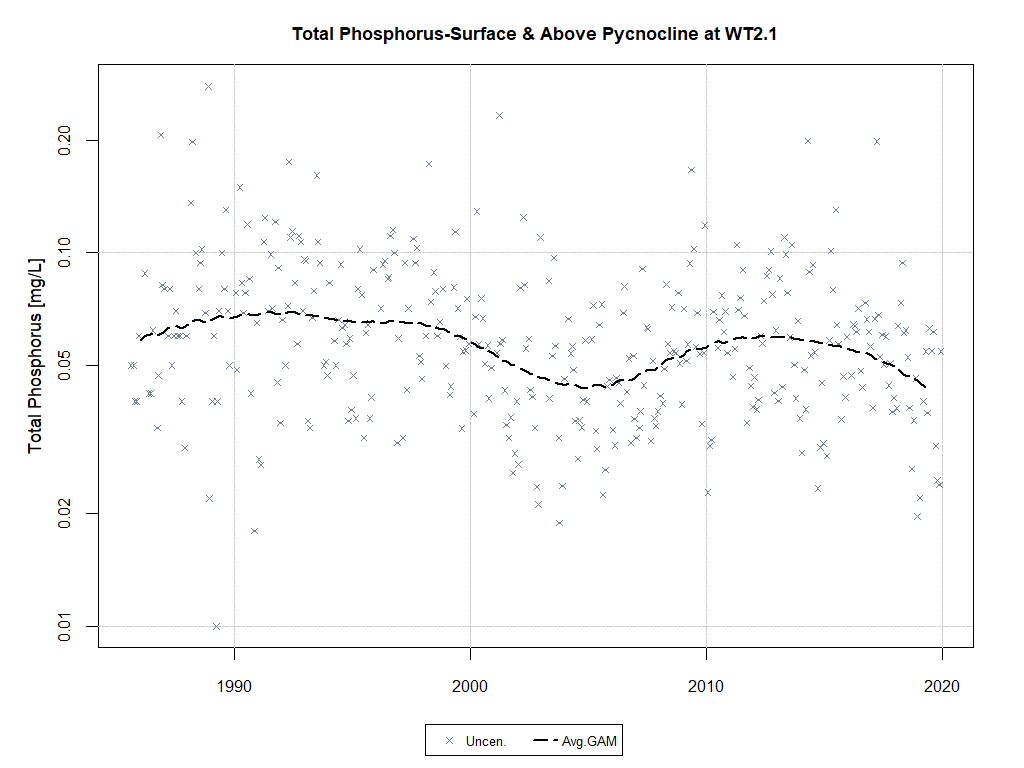 Total Phosphorus-Surface & Above Pycnocline at WT2.1
Total Phosphorus [mg/L]
0.20
0.10
0.05
0.02
0.01
1990
2000
2010
2020
Uncen.
Avg.GAM